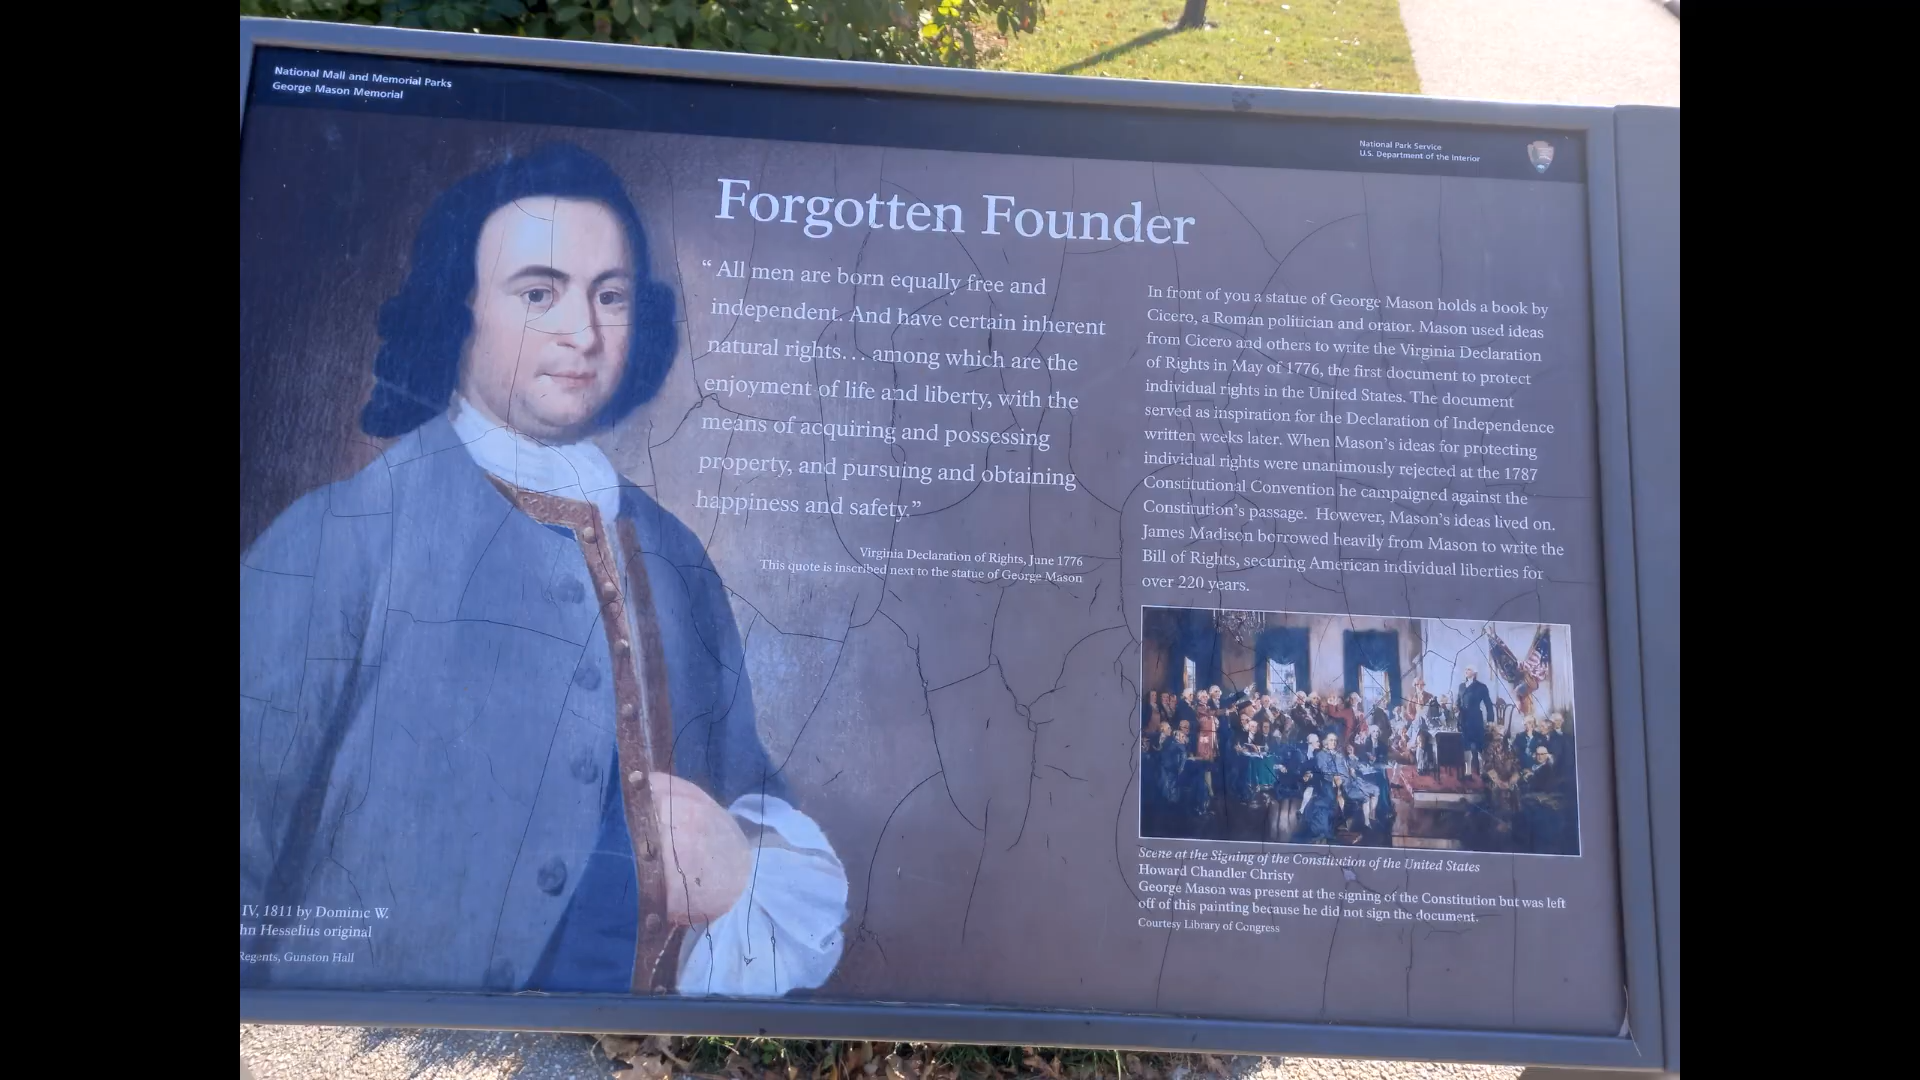 National Mall and Memorial Parks
George Mason Memorial
National Park Service
U.S. Department of the Interior
Forgotten Founder
“ All men are born equally free and
independent. And have certain inherent
natural rights… among which are the
enjoyment of life and liberty, with the
means of acquiring and possessing
property, and pursuing and obtaining
happiness and safety.”
Virginia Declaration of Rights, June 1776
This quote is inscribed next to the statue of George Mason
In front of you a statue of George Mason holds a book by
Cicero, a Roman politician and orator. Mason used ideas
from Cicero and others to write the Virginia Declaration
of Rights in May of 1776, the first document to protect
individual rights in the United States. The document
served as inspiration for the Declaration of Independence
written weeks later. When Mason’s ideas for protecting
individual rights were unanimously rejected at the 1787
Constitutional Convention he campaigned against the
Constitution’s passage. However, Mason’s ideas lived on.
James Madison borrowed heavily from Mason to write the
Bill of Rights, securing American individual liberties for
over 220 years.
Scene at the Signing of the Constitution of the United States
Howard Chandler Christy
George Mason was present at the signing of the Constitution but was left
off of this painting because he did not sign the document.
Courtesy Library of Congress
IV, 1811 by Dominic W.
hn Hesselius original
Regents, Gunston Hall